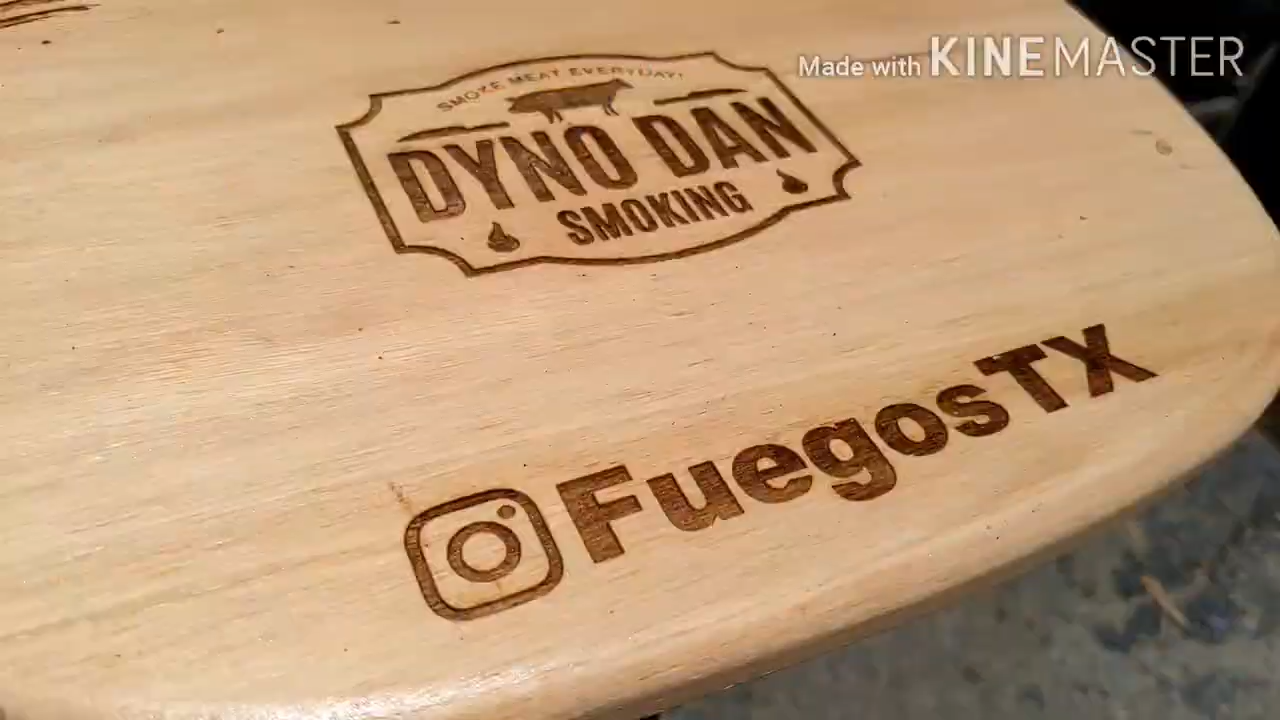 Made with KINEMASTER
SMOKE MEAT EVERYDAY!
DYNO DAN
SMOKING
FuegosTX